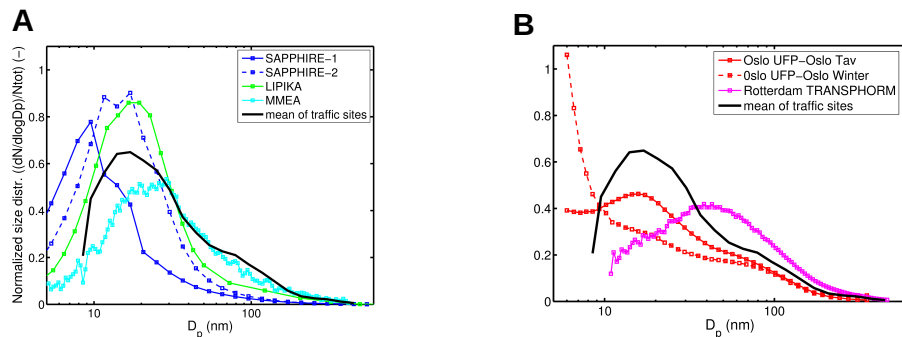 A
SAPPHIRE−1
SAPPHIRE−2
LIPIKA
MMEA
mean of traffic sites
Normalized size distr. ((dN/dlogDp)/Ntot) (−)
1
0.8
0.6
0.4
0.2
0
10
100
Dp (nm)
B
Oslo UFP−Oslo Tav
0slo UFP−Oslo Winter
Rotterdam TRANSPHORM
mean of traffic sites
1
0.8
0.6
0.4
0.2
0
10
100
Dp (nm)